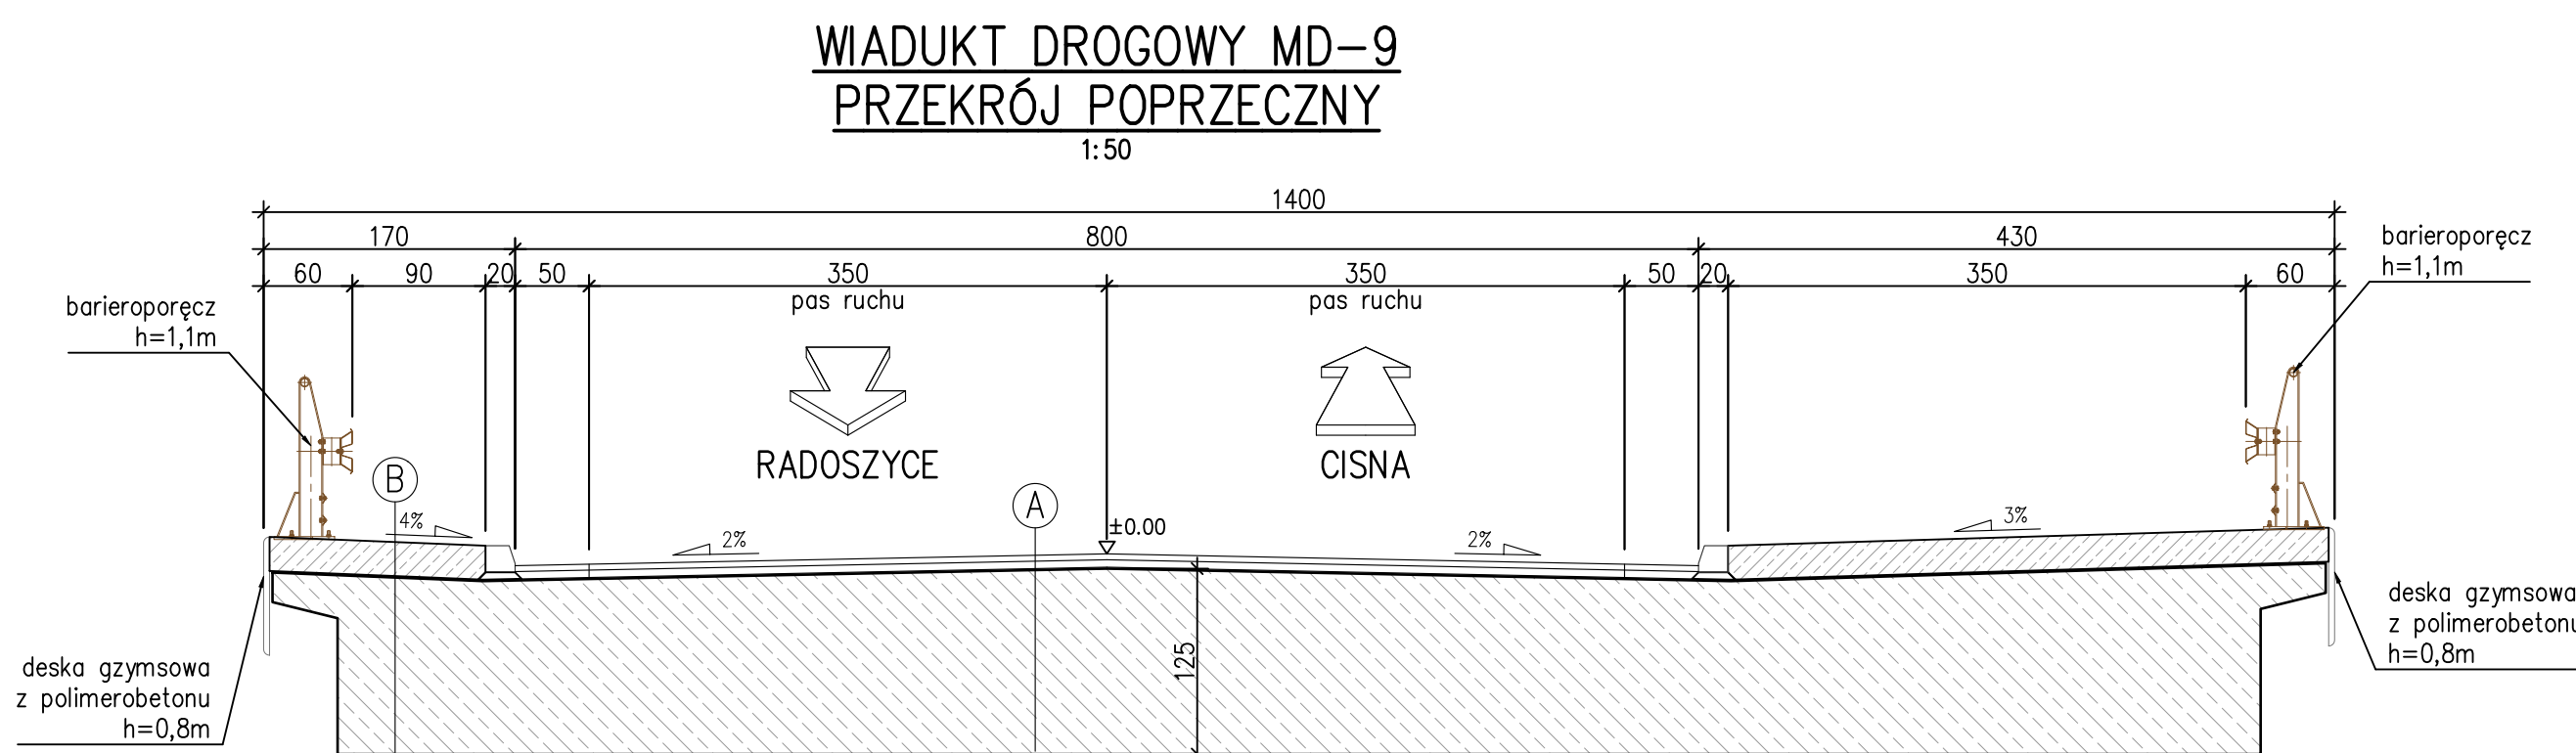 WIADUKT DROGOWY MD-9
PRZEKRÓJ POPRZECZNY
1:50
1400
170 800 430
60 90 20 50 350 350 50 20 350 60
pas ruchu pas ruchu
barieroporęcz
h=1,1m
barieroporęcz
h=1,1m
RADOSZYCE CISNA
B
A
4% 2% ±0.00 2% 3%
125
deska gzymsowa
z polimerobetonu
h=0,8m
deska gzymsowa
z polimerobetonu
h=0,8m